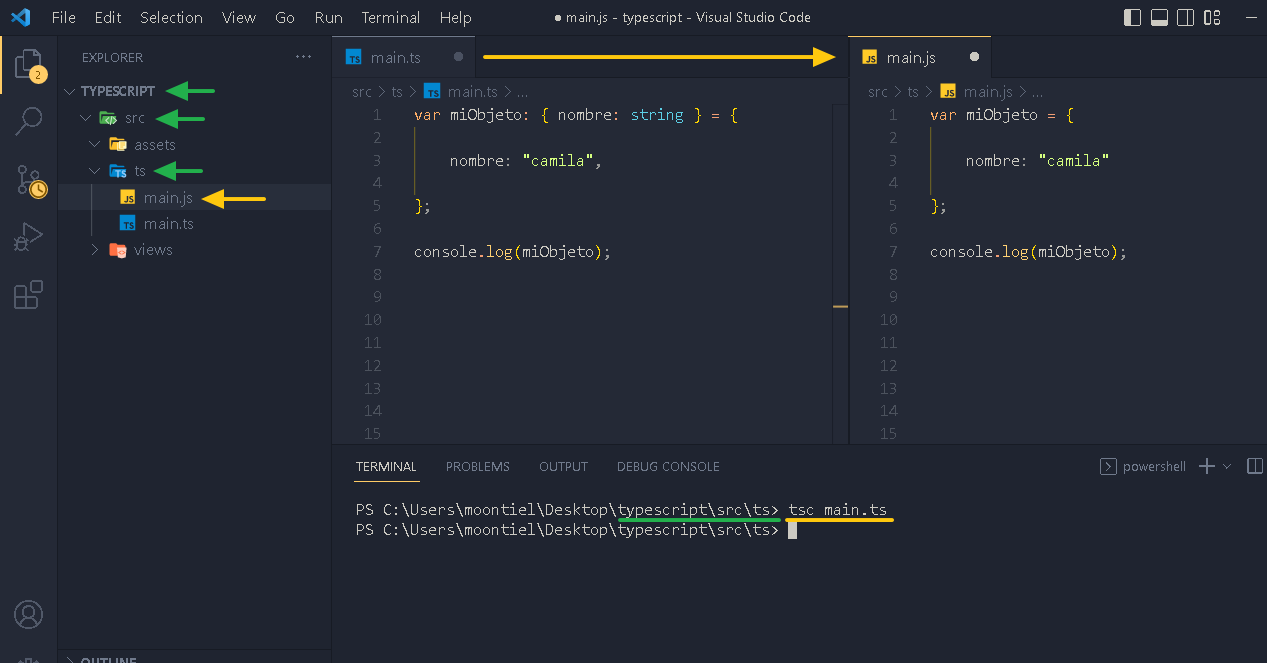 File Edit Selection View Go Run Terminal Help ● main.js - typescript - Visual Studio Code
EXPLORER ...
2
TYPESCRIPT
src
assets
ts
main.js
main.ts
views
TS main.ts
src > ts > TS main.ts > ...
1 var miObjeto: { nombre: string } = {
2
3 nombre: "camila",
4
5 };
6
7 console.log(miObjeto);
8
9
10
11
12
13
14
15
JS main.js
src > ts > JS main.js > ...
1 var miObjeto = {
2
3 nombre: "camila"
4
5 };
6
7 console.log(miObjeto);
8
9
10
11
12
13
14
15
TERMINAL PROBLEMS OUTPUT DEBUG CONSOLE powershell
PS C:\Users\moontiel\Desktop\typescript\src\ts> tsc main.ts
PS C:\Users\moontiel\Desktop\typescript\src\ts>
OUTLINE